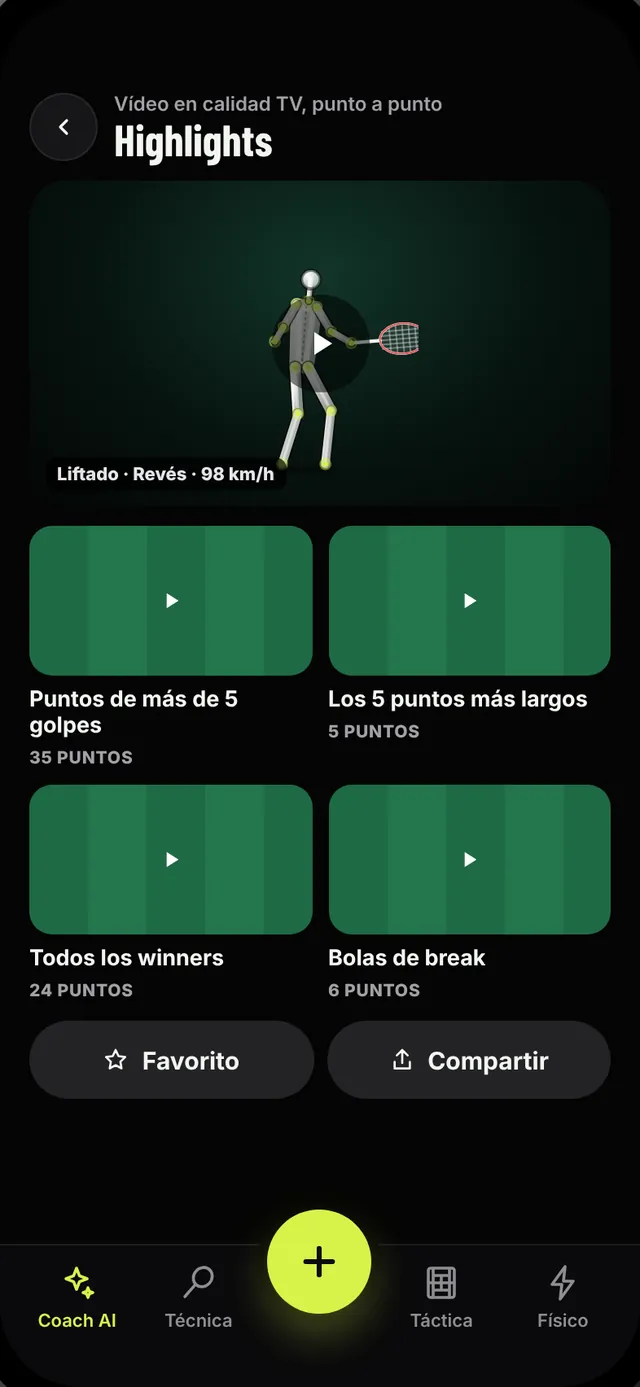 Vídeo en calidad TV, punto a punto
Highlights
Liftado · Revés · 98 km/h
Puntos de más de 5
golpes
35 PUNTOS
Los 5 puntos más largos
5 PUNTOS
Todos los winners
24 PUNTOS
Bolas de break
6 PUNTOS
Favorito
Compartir
Coach AI
Técnica
Táctica
Físico